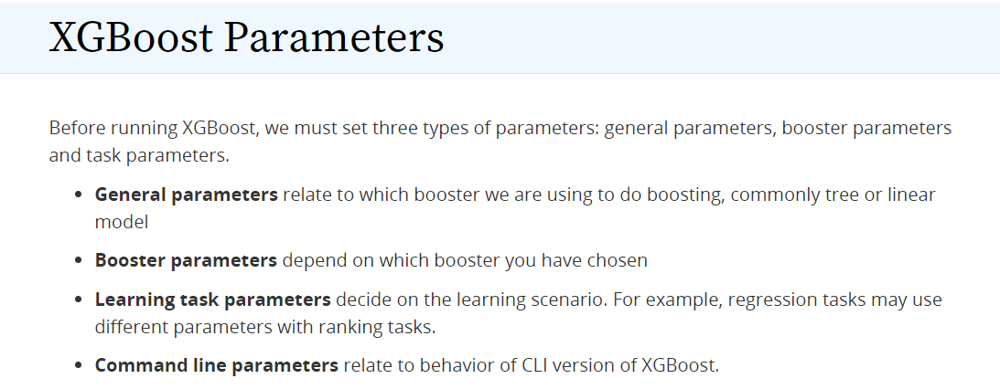 XGBoost Parameters
Before running XGBoost, we must set three types of parameters: general parameters, booster parameters
and task parameters.
• General parameters relate to which booster we are using to do boosting, commonly tree or linear
model
• Booster parameters depend on which booster you have chosen
• Learning task parameters decide on the learning scenario. For example, regression tasks may use
different parameters with ranking tasks.
• Command line parameters relate to behavior of CLI version of XGBoost.